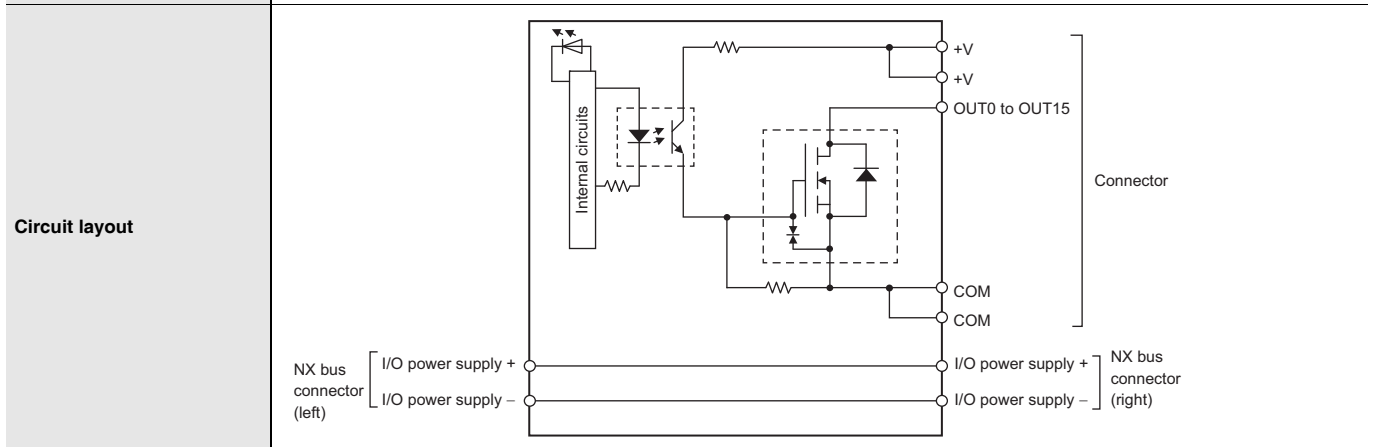 Circuit layout
Internal circuits
+V
+V
OUT0 to OUT15
Connector
COM
COM
NX bus
connector
(left)
I/O power supply +
I/O power supply –
I/O power supply +
I/O power supply –
NX bus
connector
(right)